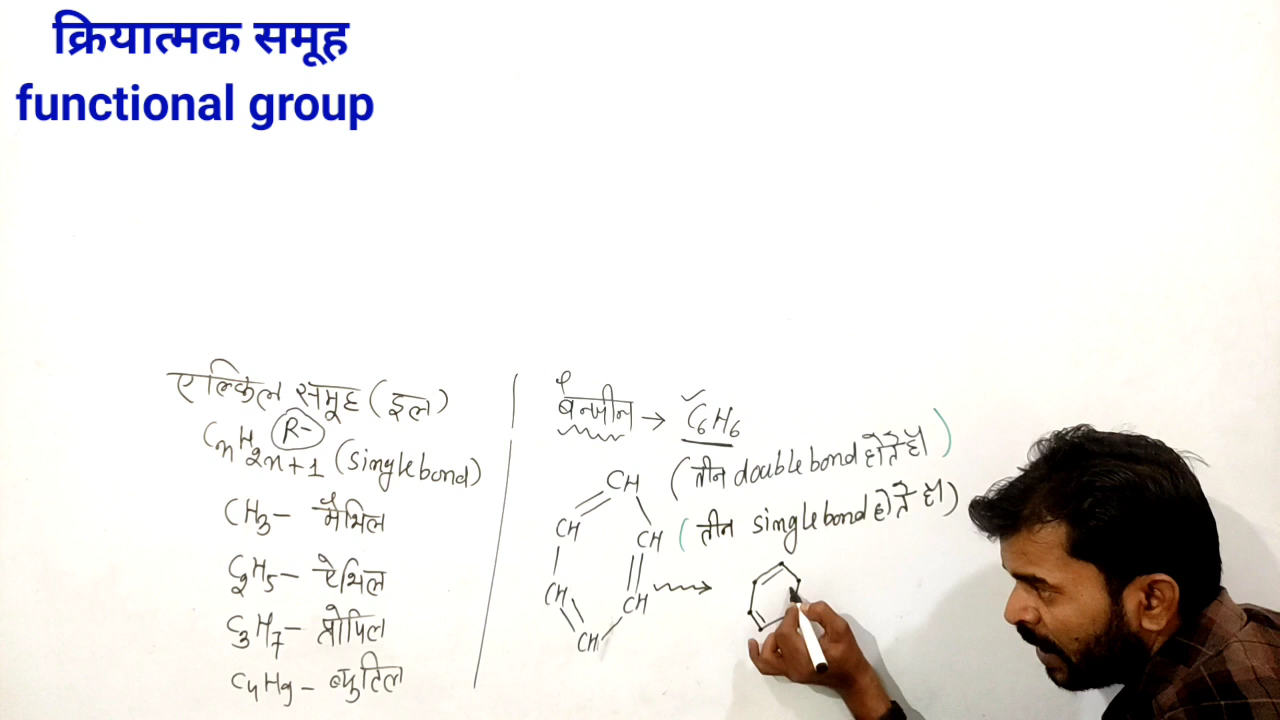 क्रियात्मक समूह
functional group
एल्किल समूह (इल)
R-
CnH2n+1 (single bond)
CH3 - मैथिल
C2H5 - ऐथिल
C3H7 - प्रोपिल
C4H9 - ब्युटिल
बेनजीन → C6H6
(तीन double bond होते है)
(तीन single bond होते है)
CH
CH
CH
CH
CH
CH